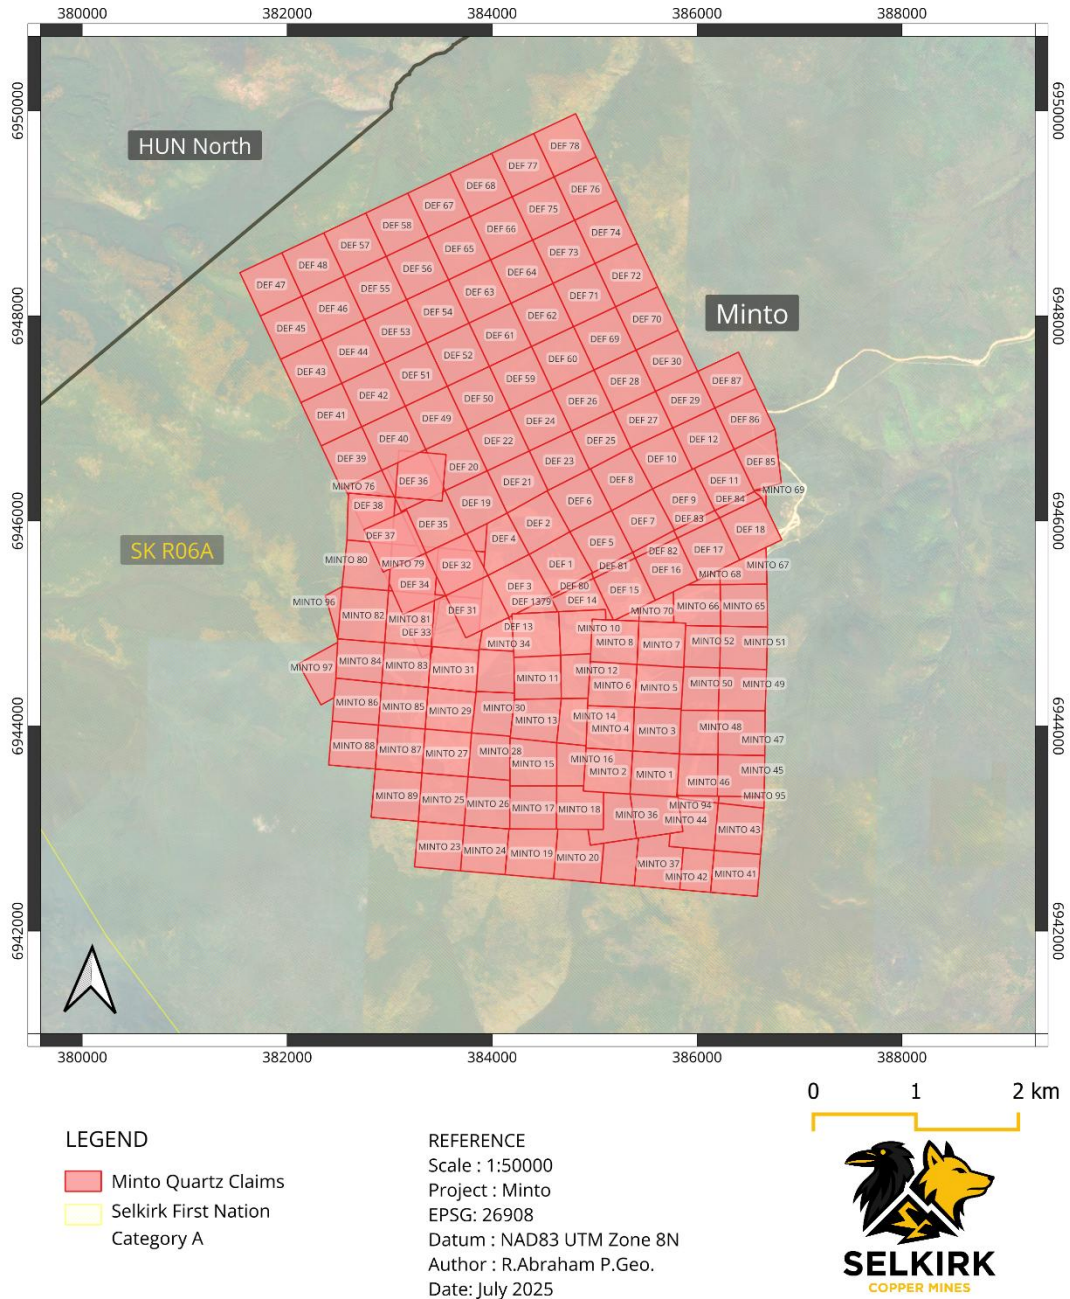 380000 382000 384000 386000 388000
6950000 6950000
HUN North
DEF 78
DEF 77
DEF 68
DEF 76
DEF 67
DEF 75
DEF 58
DEF 66
DEF 74
DEF 57
DEF 65
DEF 73
DEF 48
DEF 56
DEF 64
DEF 72
DEF 47
DEF 55
DEF 63
DEF 71
DEF 46
DEF 54
DEF 62
DEF 70
Minto
6948000 6948000
DEF 45
DEF 53
DEF 61
DEF 69
DEF 44
DEF 52
DEF 60
DEF 30
DEF 43
DEF 51
DEF 59
DEF 28
DEF 87
DEF 42
DEF 50
DEF 26
DEF 29
DEF 41
DEF 49
DEF 24
DEF 27
DEF 86
DEF 40
DEF 22
DEF 25
DEF 12
DEF 39
DEF 20
DEF 23
DEF 10
DEF 85
DEF 36
DEF 21
DEF 8
DEF 11
MINTO 76
MINTO 69
DEF 38
DEF 19
DEF 6
DEF 9
DEF 84
6946000 6946000
DEF 35
DEF 2
DEF 7
DEF 83
DEF 18
DEF 37
DEF 4
DEF 5
DEF 82
DEF 17
SK R06A
MINTO 80
MINTO 79
DEF 32
DEF 1
DEF 81
DEF 16
MINTO 68
MINTO 67
DEF 34
DEF 3
DEF 80
DEF 15
MINTO 96
DEF 31
DEF 1379
DEF 14
MINTO 70
MINTO 66
MINTO 65
MINTO 82
MINTO 81
DEF 33
DEF 13
MINTO 10
MINTO 34
MINTO 8
MINTO 7
MINTO 52
MINTO 51
MINTO 97
MINTO 84
MINTO 83
MINTO 31
MINTO 11
MINTO 12
MINTO 6
MINTO 5
MINTO 50
MINTO 49
MINTO 86
MINTO 85
MINTO 29
MINTO 30
MINTO 13
MINTO 14
MINTO 4
MINTO 3
MINTO 48
MINTO 47
6944000 6944000
MINTO 88
MINTO 87
MINTO 27
MINTO 28
MINTO 15
MINTO 16
MINTO 2
MINTO 1
MINTO 46
MINTO 45
MINTO 89
MINTO 25
MINTO 26
MINTO 17
MINTO 18
MINTO 36
MINTO 94
MINTO 95
MINTO 44
MINTO 43
MINTO 23
MINTO 24
MINTO 19
MINTO 20
MINTO 37
MINTO 42
MINTO 41
6942000 6942000
380000 382000 384000 386000 388000
0 1 2 km
LEGEND
Minto Quartz Claims
Selkirk First Nation
Category A
REFERENCE
Scale : 1:50000
Project : Minto
EPSG: 26908
Datum : NAD83 UTM Zone 8N
Author : R.Abraham P.Geo.
Date: July 2025
SELKIRK
COPPER MINES